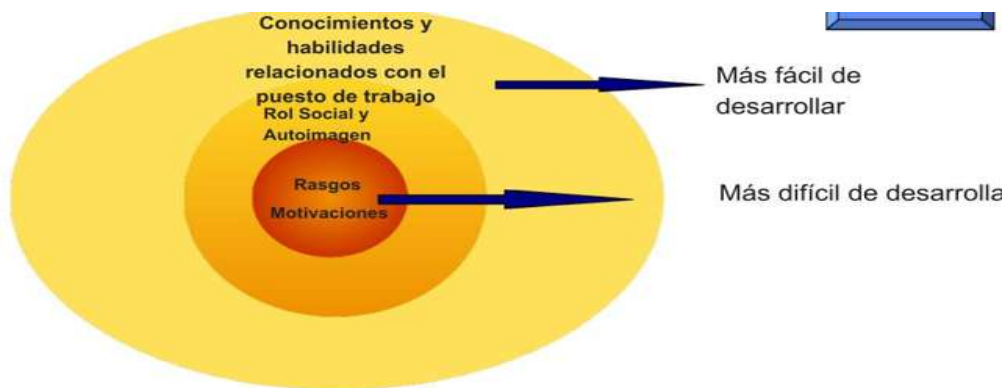 Conocimientos y
habilidades
relacionados con el
puesto de trabajo
Rol Social y
Autoimagen
Rasgos
Motivaciones
Más fácil de
desarrollar
Más difícil de desarrolla